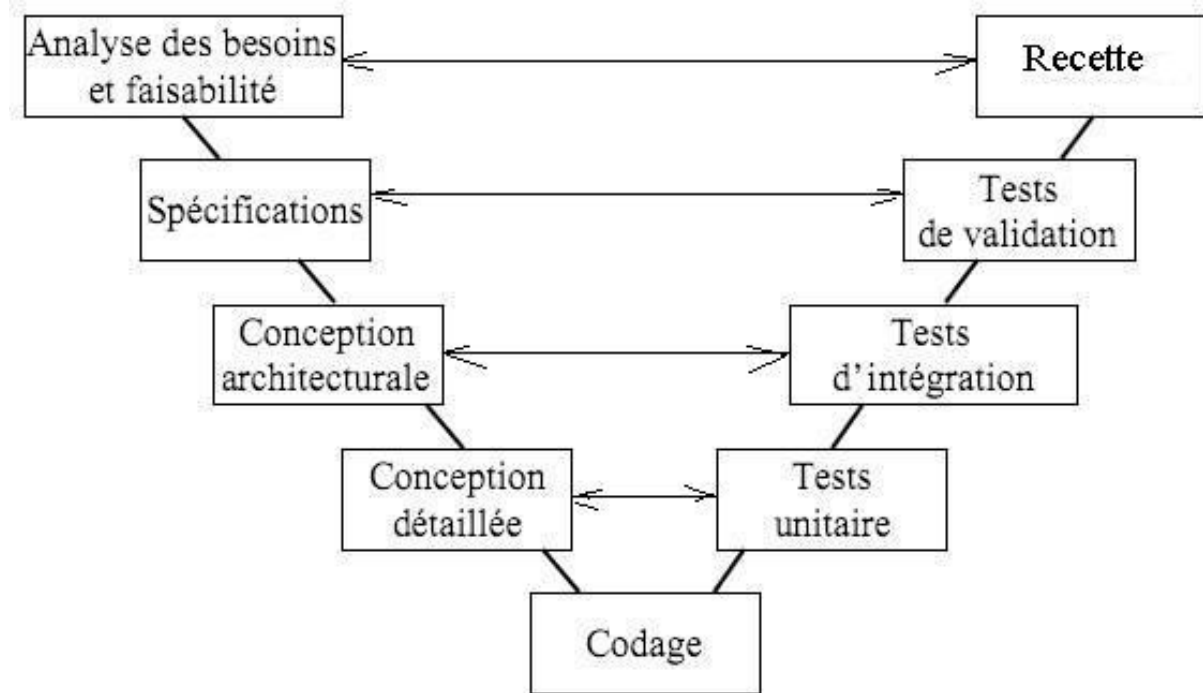 Analyse des besoins
et faisabilité
Recette
Spécifications
Tests
de validation
Conception
architecturale
Tests
d'intégration
Conception
détaillée
Tests
unitaire
Codage